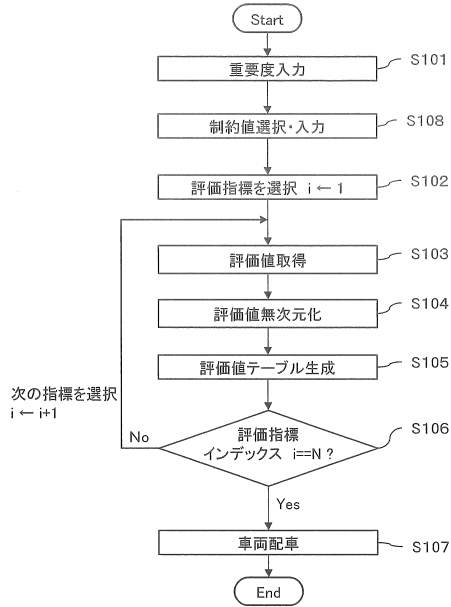 Start
重要度入力
S101
制約値選択・入力
S108
評価指標を選択 i ← 1
S102
評価値取得
S103
評価値無次元化
S104
評価値テーブル生成
S105
次の指標を選択
i ← i+1
No
評価指標
インデックス i==N ?
S106
Yes
車両配車
S107
End